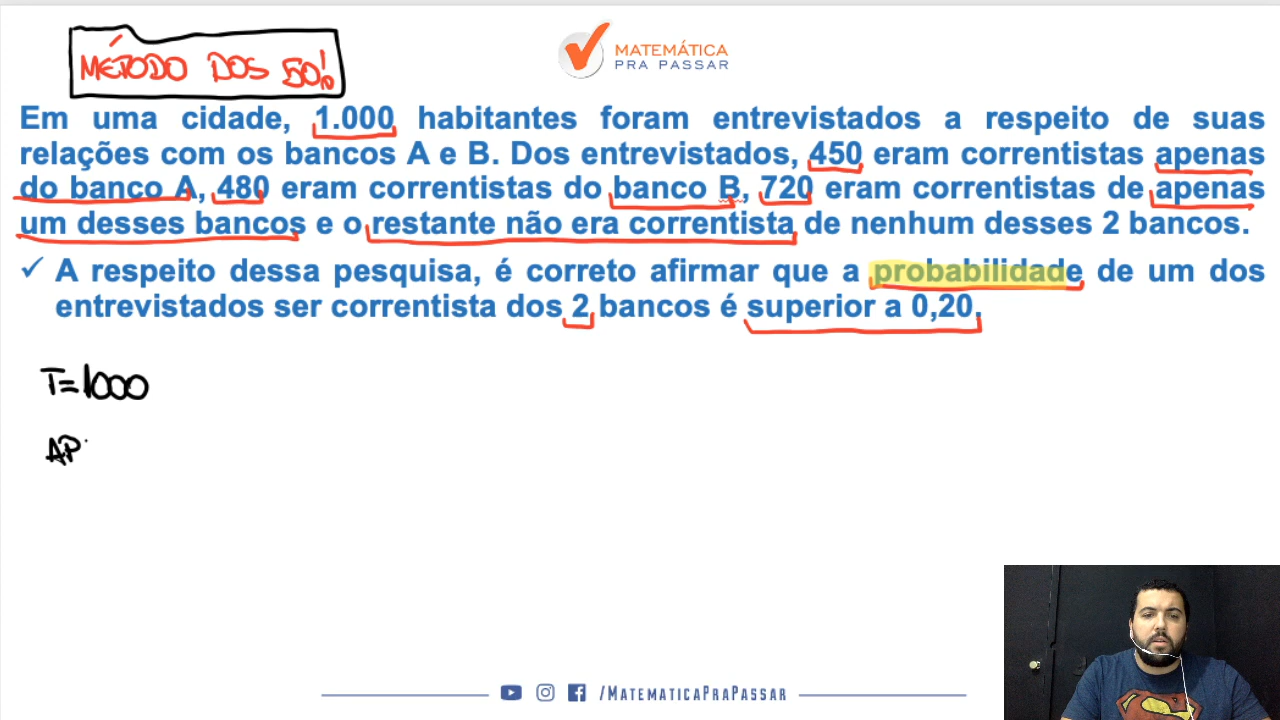 MÉTODO DOS 50!
MATEMÁTICA
PRA PASSAR
Em uma cidade, 1.000 habitantes foram entrevistados a respeito de suas
relações com os bancos A e B. Dos entrevistados, 450 eram correntistas apenas
do banco A, 480 eram correntistas do banco B, 720 eram correntistas de apenas
um desses bancos e o restante não era correntista de nenhum desses 2 bancos.
✓ A respeito dessa pesquisa, é correto afirmar que a probabilidade de um dos
entrevistados ser correntista dos 2 bancos é superior a 0,20.
T=1000
AP
/MATEMATICAPRAPASSAR